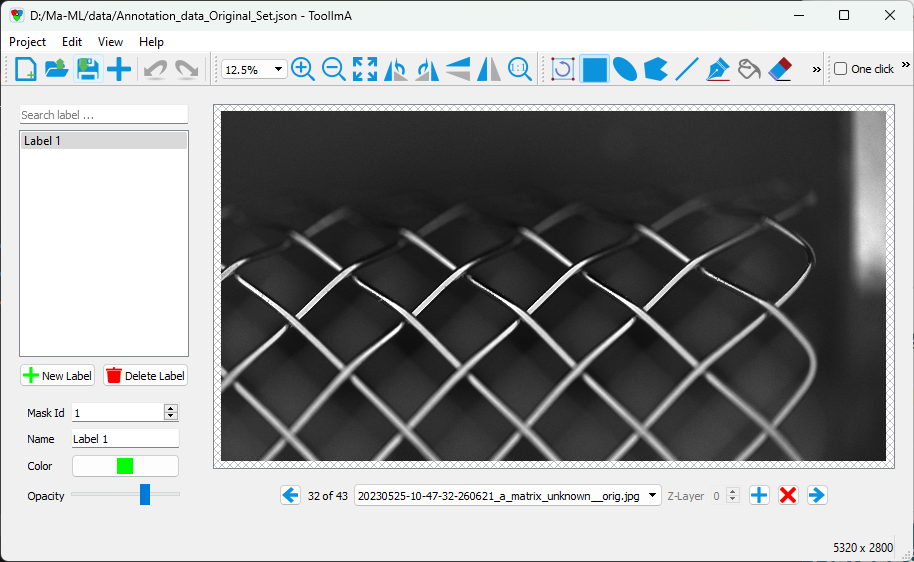 D:/Ma-ML/data/Annotation_data_Original_Set.json - ToolImA
Project Edit View Help
12.5% 1:1 One click
Search label ...
Label 1
New Label Delete Label
Mask Id 1
Name Label 1
Color
Opacity
32 of 43 20230525-10-47-32-260621_a_matrix_unknown__orig.jpg Z-Layer 0
5320 x 2800